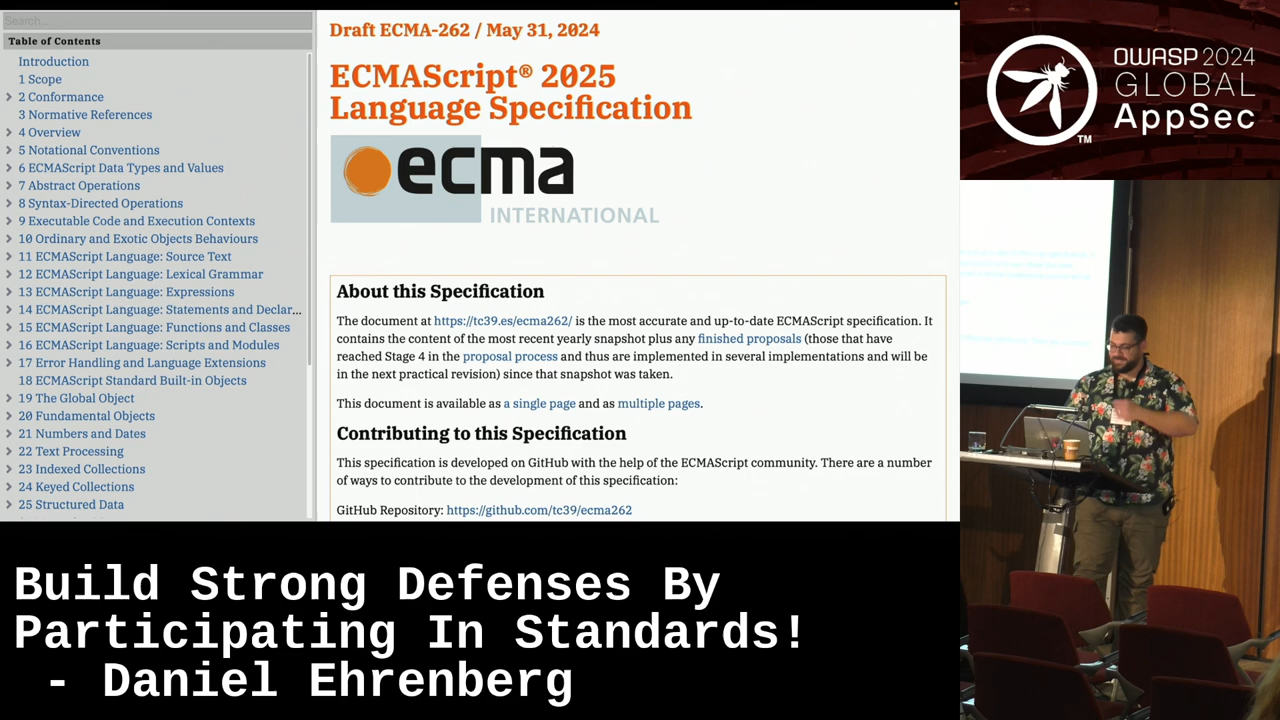 Search...
Table of Contents
Introduction
1 Scope
2 Conformance
3 Normative References
4 Overview
5 Notational Conventions
6 ECMAScript Data Types and Values
7 Abstract Operations
8 Syntax-Directed Operations
9 Executable Code and Execution Contexts
10 Ordinary and Exotic Objects Behaviours
11 ECMAScript Language: Source Text
12 ECMAScript Language: Lexical Grammar
13 ECMAScript Language: Expressions
14 ECMAScript Language: Statements and Declar...
15 ECMAScript Language: Functions and Classes
16 ECMAScript Language: Scripts and Modules
17 Error Handling and Language Extensions
18 ECMAScript Standard Built-in Objects
19 The Global Object
20 Fundamental Objects
21 Numbers and Dates
22 Text Processing
23 Indexed Collections
24 Keyed Collections
25 Structured Data
Draft ECMA-262 / May 31, 2024
ECMAScript® 2025
Language Specification
ecma
INTERNATIONAL
About this Specification
The document at https://tc39.es/ecma262/ is the most accurate and up-to-date ECMAScript specification. It
contains the content of the most recent yearly snapshot plus any finished proposals (those that have
reached Stage 4 in the proposal process and thus are implemented in several implementations and will be
in the next practical revision) since that snapshot was taken.
This document is available as a single page and as multiple pages.
Contributing to this Specification
This specification is developed on GitHub with the help of the ECMAScript community. There are a number
of ways to contribute to the development of this specification:
GitHub Repository: https://github.com/tc39/ecma262
OWASP 2024
GLOBAL
AppSec
TM
Build Strong Defenses By
Participating In Standards!
- Daniel Ehrenberg